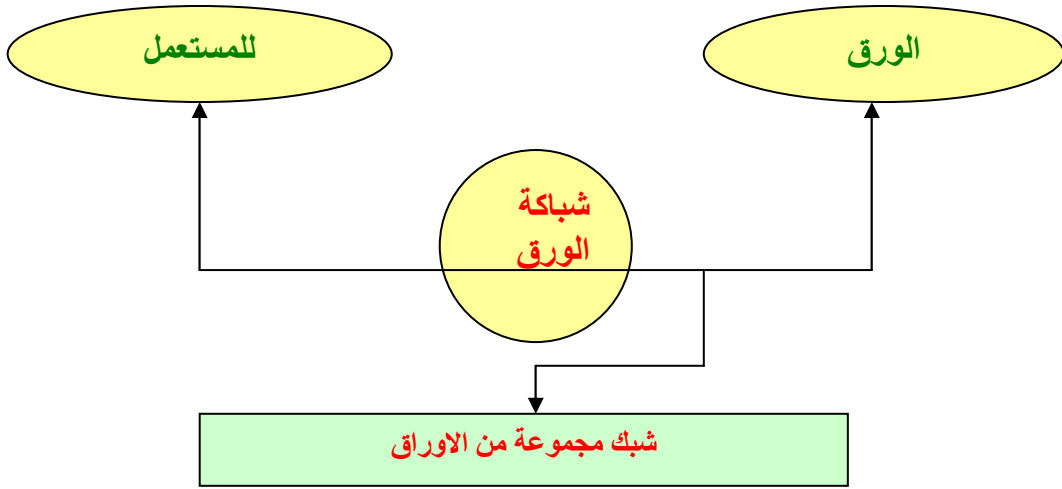 الورق
للمستعمل
شباكة
الورق
شبك مجموعة من الاوراق